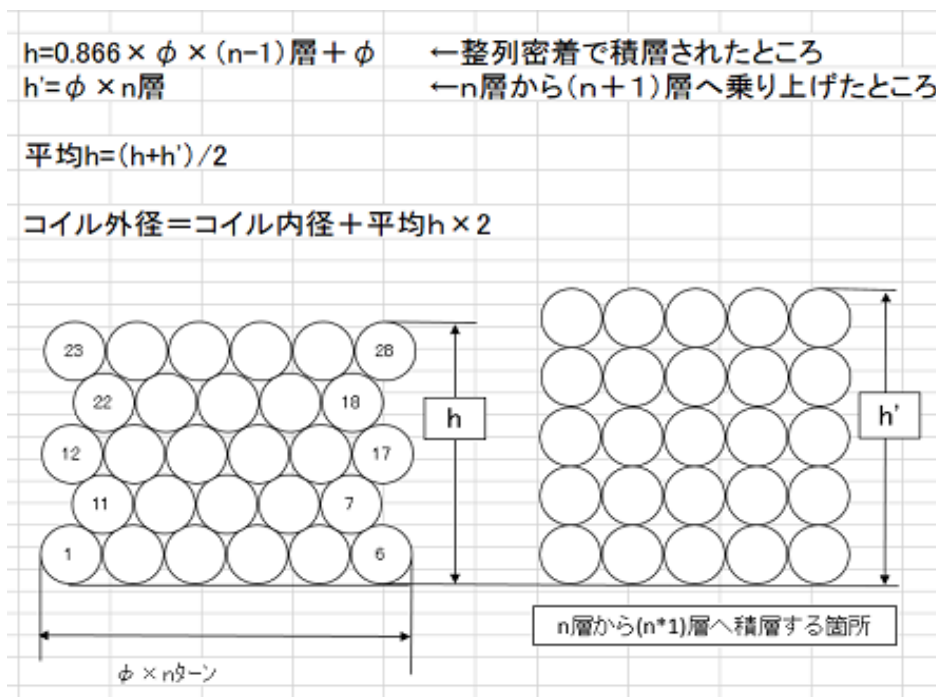 h=0.866×φ×(n-1)層+φ ←整列密着で積層されたところ
h'=φ×n層 ←n層から(n+1)層へ乗り上げたところ
平均h=(h+h')/2
コイル外径=コイル内径+平均h×2
23 28
22 18
12 17
11 7
1 6
h
h'
n層から(n*1)層へ積層する箇所
φ×nターン